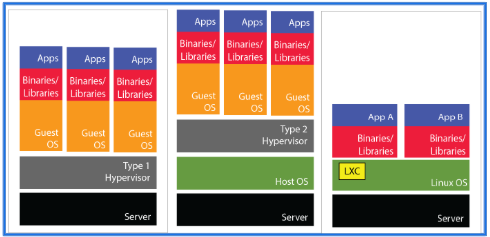 Apps
Apps
Apps
Binaries/
Libraries
Binaries/
Libraries
Binaries/
Libraries
Guest
OS
Guest
OS
Guest
OS
Type 1
Hypervisor
Server
Apps
Apps
Apps
Binaries/
Libraries
Binaries/
Libraries
Binaries/
Libraries
Guest
OS
Guest
OS
Guest
OS
Type 2
Hypervisor
Host OS
Server
App A
App B
Binaries/
Libraries
Binaries/
Libraries
LXC
Linux OS
Server